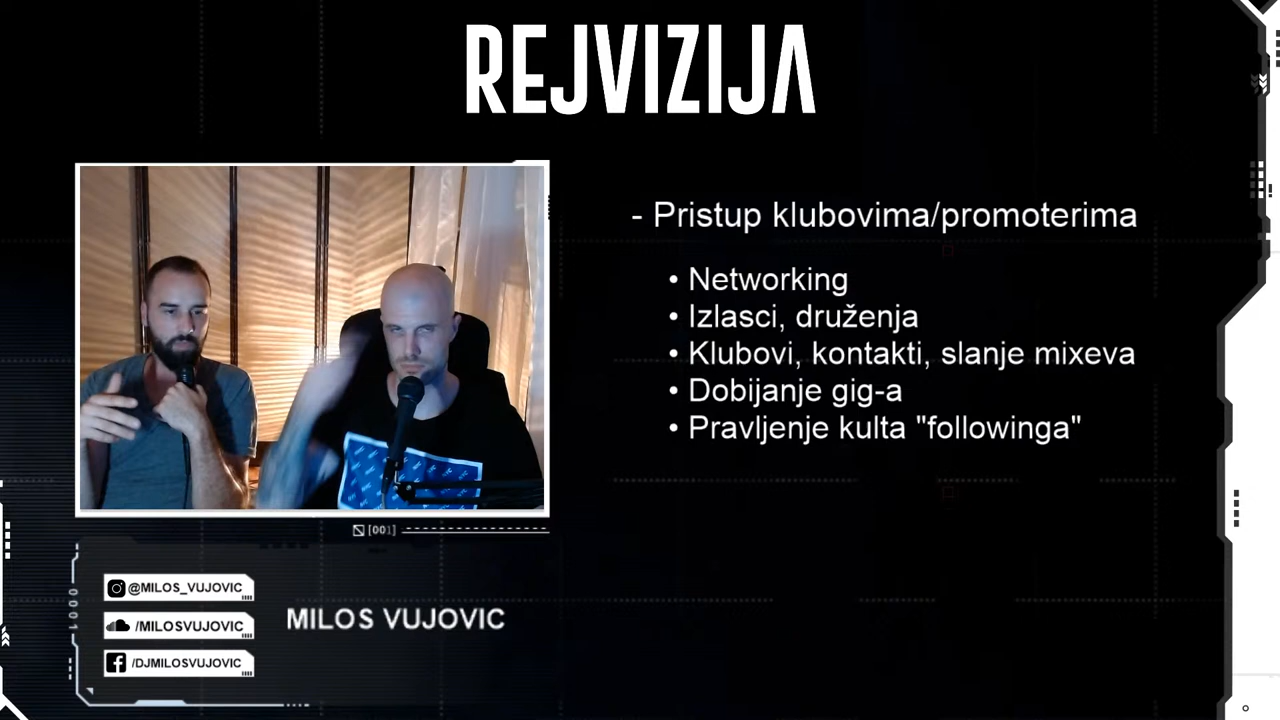 REJVIZIJA
- Pristup klubovima/promoterima
• Networking
• Izlasci, druženja
• Klubovi, kontakti, slanje mixeva
• Dobijanje gig-a
• Pravljenje kulta "followinga"
[001]
0001
@MILOS_VUJOVIC
/MILOSVUJOVIC
/DJMILOSVUJOVIC
MILOS VUJOVIC